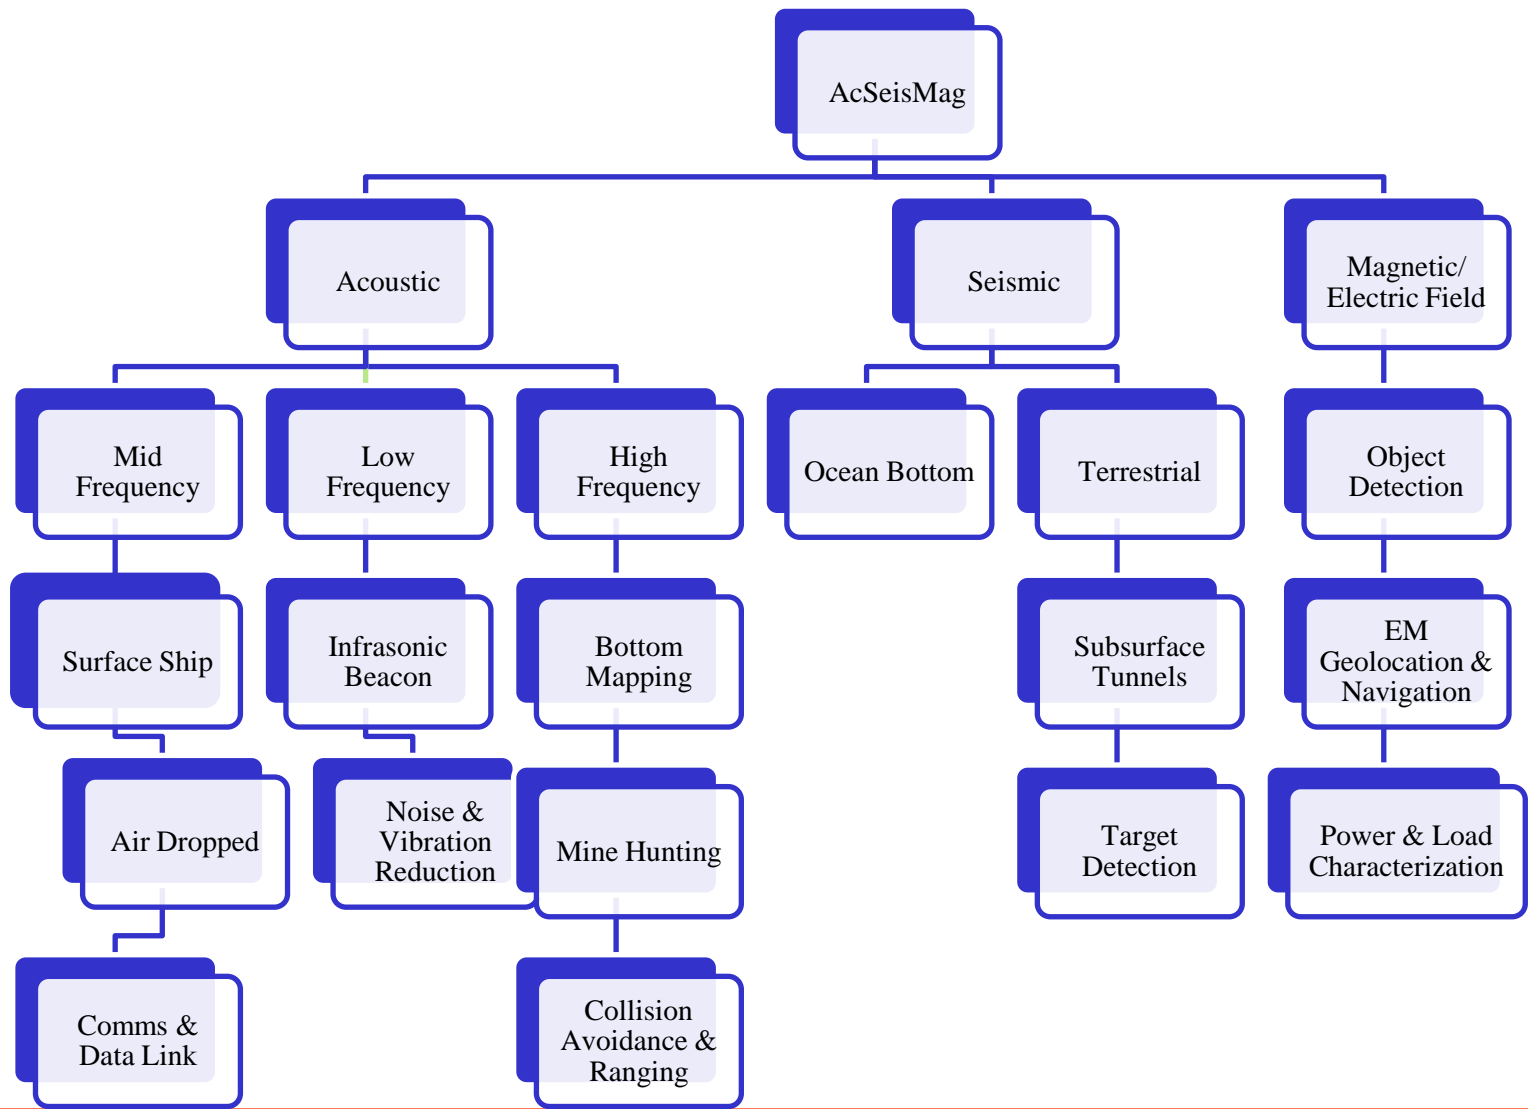 AcSeisMag
Acoustic
Seismic
Magnetic/
Electric Field
Mid
Frequency
Low
Frequency
High
Frequency
Ocean Bottom
Terrestrial
Object
Detection
Surface Ship
Infrasonic
Beacon
Bottom
Mapping
Subsurface
Tunnels
EM
Geolocation &
Navigation
Air Dropped
Noise &
Vibration
Reduction
Mine Hunting
Target
Detection
Power & Load
Characterization
Comms &
Data Link
Collision
Avoidance &
Ranging